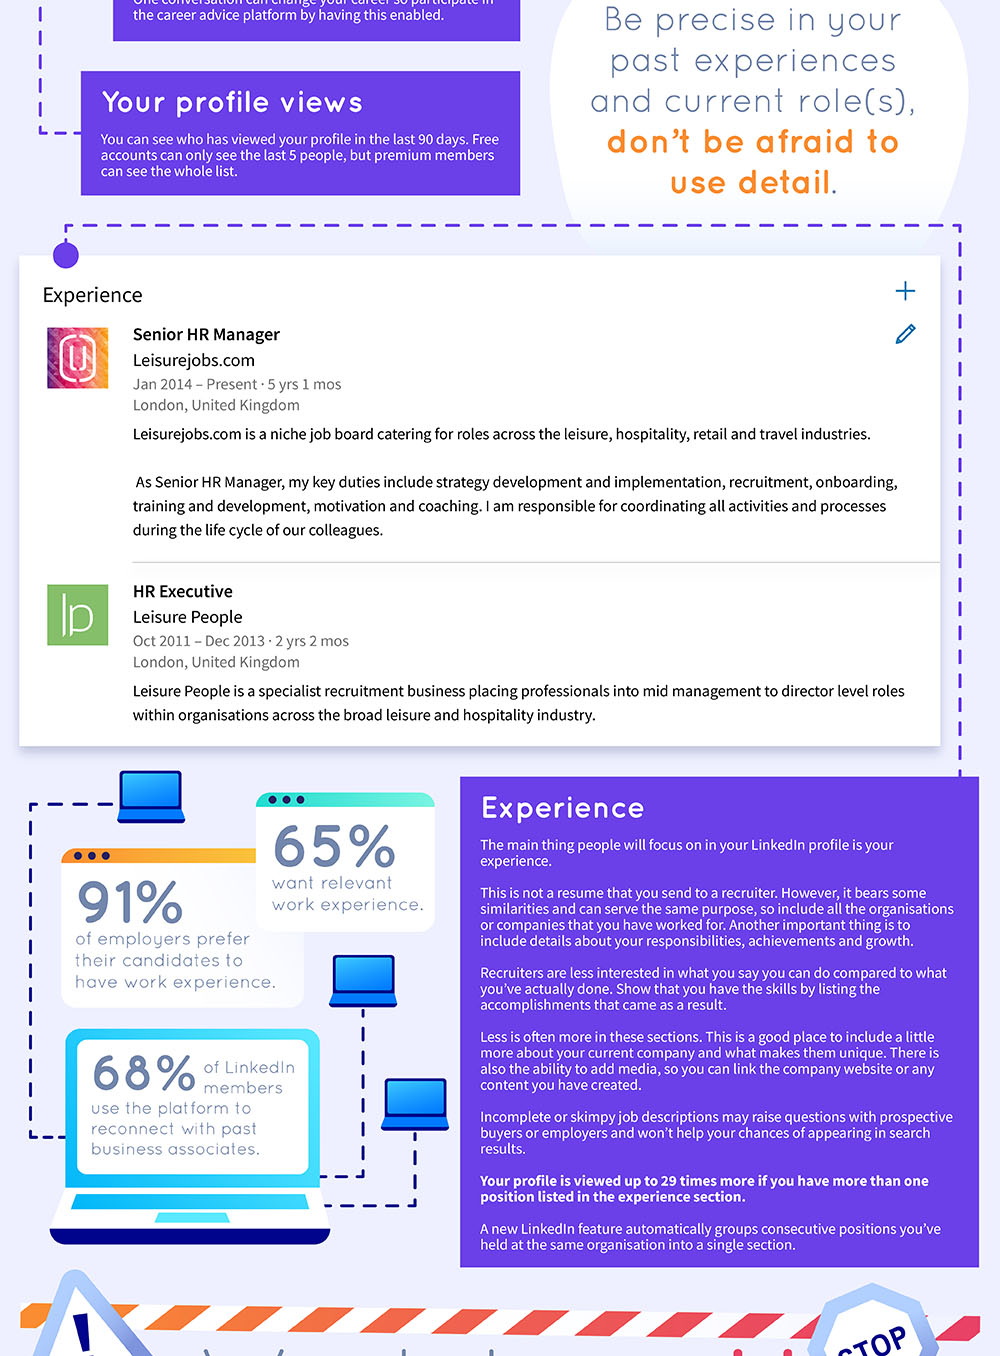 One conversation can change your career so participate in
the career advice platform by having this enabled.
Your profile views
You can see who has viewed your profile in the last 90 days. Free
accounts can only see the last 5 people, but premium members
can see the whole list.
Be precise in your
past experiences
and current role(s),
don't be afraid to
use detail.
Experience
Senior HR Manager
Leisurejobs.com
Jan 2014 – Present · 5 yrs 1 mos
London, United Kingdom
Leisurejobs.com is a niche job board catering for roles across the leisure, hospitality, retail and travel industries.
As Senior HR Manager, my key duties include strategy development and implementation, recruitment, onboarding,
training and development, motivation and coaching. I am responsible for coordinating all activities and processes
during the life cycle of our colleagues.
lp
HR Executive
Leisure People
Oct 2011 – Dec 2013 · 2 yrs 2 mos
London, United Kingdom
Leisure People is a specialist recruitment business placing professionals into mid management to director level roles
within organisations across the broad leisure and hospitality industry.
65%
want relevant
work experience.
91%
of employers prefer
their candidates to
have work experience.
68% of LinkedIn
members
use the platform to
reconnect with past
business associates.
Experience
The main thing people will focus on in your LinkedIn profile is your
experience.
This is not a resume that you send to a recruiter. However, it bears some
similarities and can serve the same purpose, so include all the organisations
or companies that you have worked for. Another important thing is to
include details about your responsibilities, achievements and growth.
Recruiters are less interested in what you say you can do compared to what
you've actually done. Show that you have the skills by listing the
accomplishments that came as a result.
Less is often more in these sections. This is a good place to include a little
more about your current company and what makes them unique. There is
also the ability to add media, so you can link the company website or any
content you have created.
Incomplete or skimpy job descriptions may raise questions with prospective
buyers or employers and won't help your chances of appearing in search
results.
Your profile is viewed up to 29 times more if you have more than one
position listed in the experience section.
A new LinkedIn feature automatically groups consecutive positions you've
held at the same organisation into a single section.
!
STOP